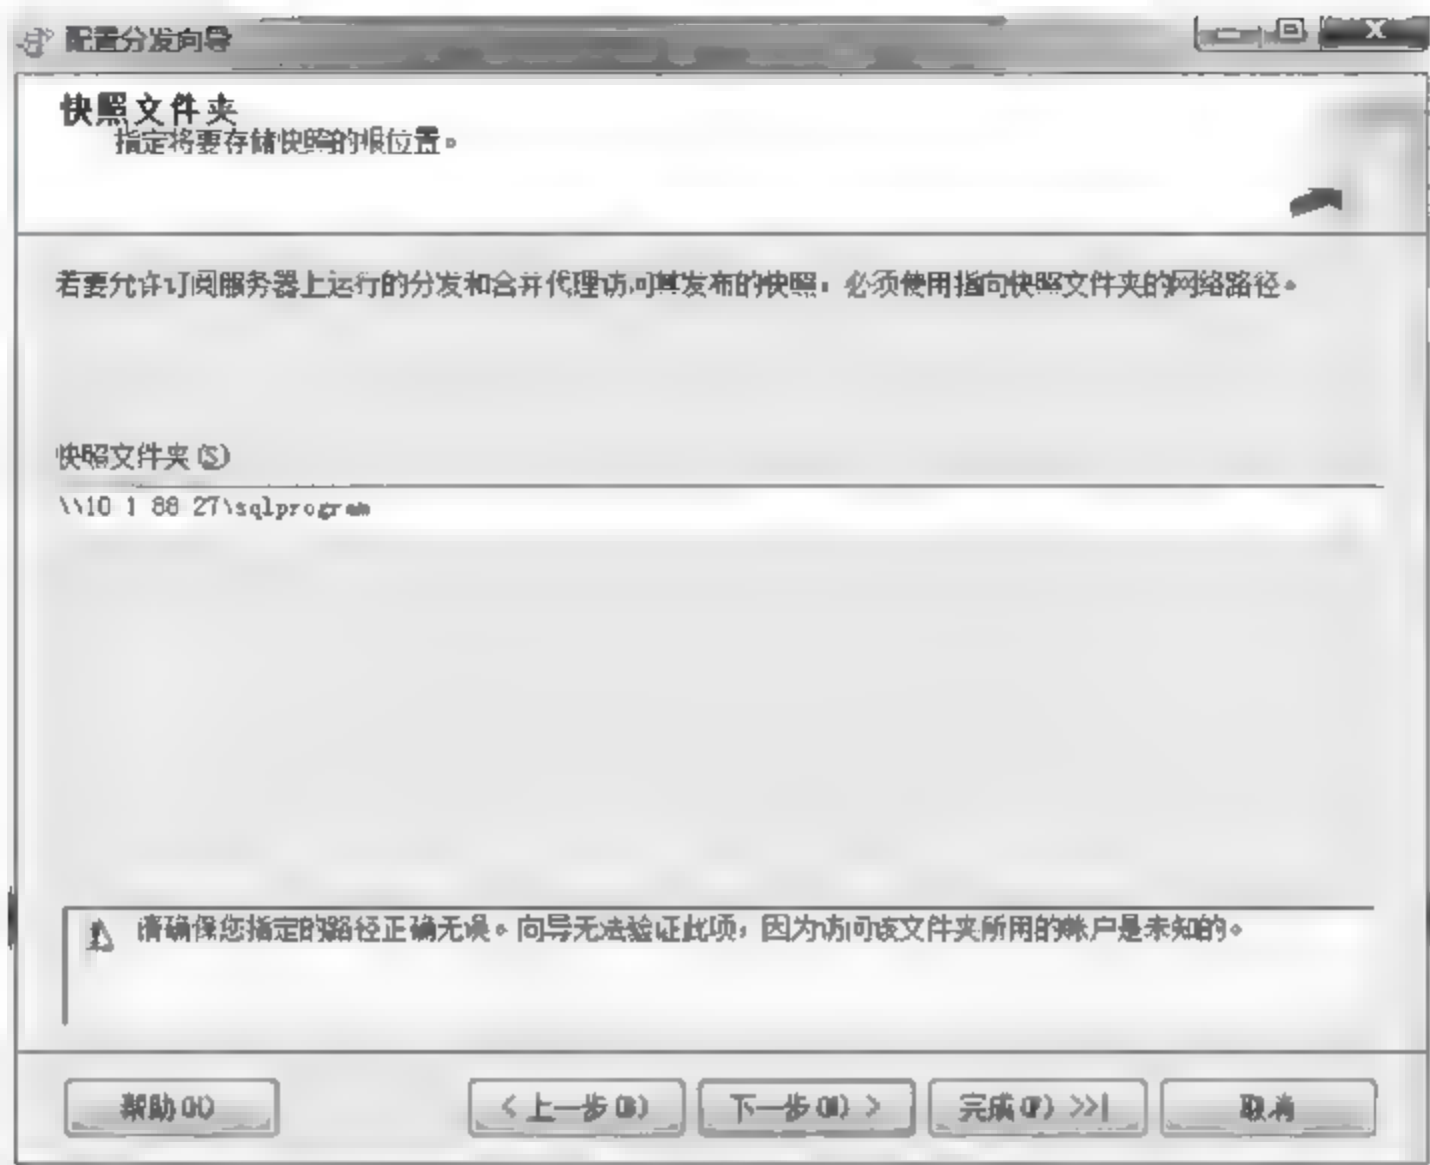 配置分发向导
快照文件夹
指定将要存储快照的根位置。
若要允许订阅服务器上运行的分发和合并代理访问其发布的快照，必须使用指向快照文件夹的网络路径。
快照文件夹(S)
\\10 1 88 27\sqlprogram
请确保您指定的路径正确无误。向导无法验证此项，因为访问该文件夹所用的帐户是未知的。
帮助(H)
< 上一步(B)
下一步(N) >
完成(F) >>|
取消